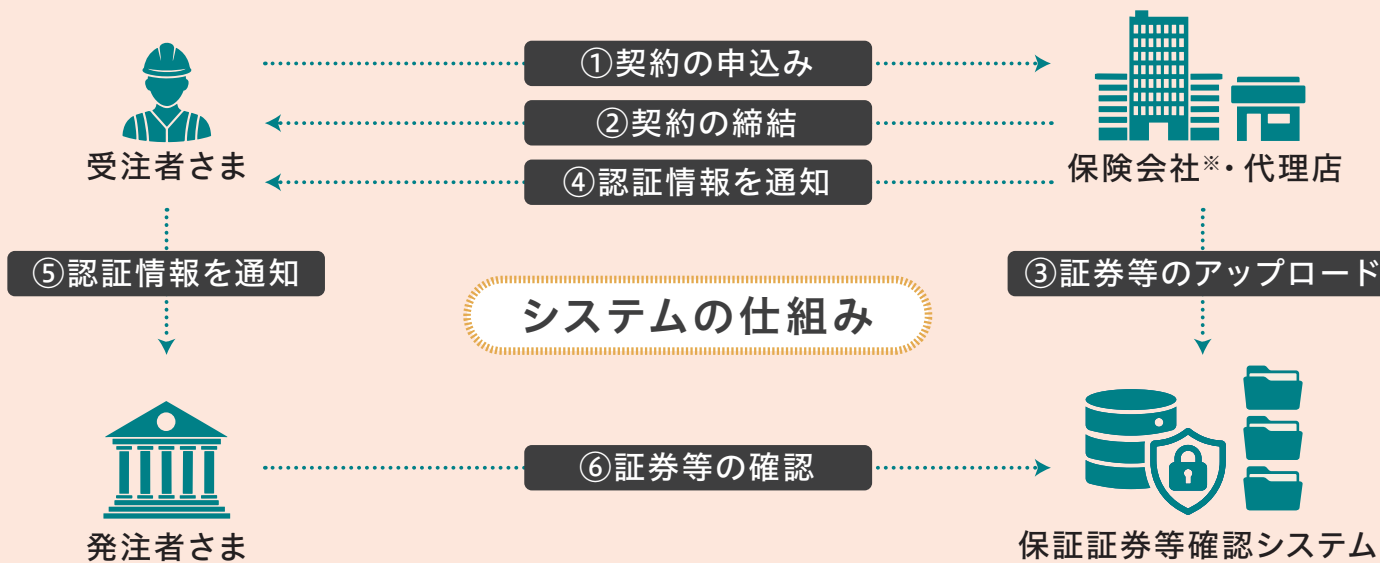 ①契約の申込み
②契約の締結
受注者さま
④認証情報を通知
保険会社※・代理店
⑤認証情報を通知
③証券等のアップロード
システムの仕組み
⑥証券等の確認
発注者さま
保証証券等確認システム